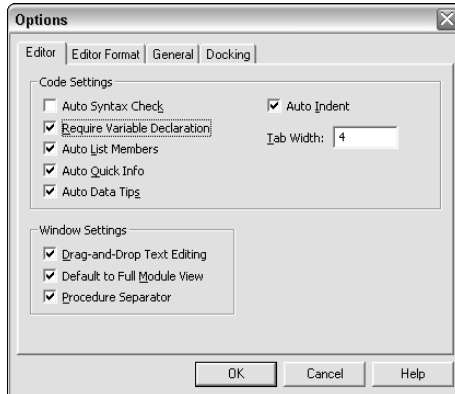 Options
Editor Editor Format General Docking
Code Settings
Auto Syntax Check
Require Variable Declaration
Auto List Members
Auto Quick Info
Auto Data Tips
Auto Indent
Tab Width: 4
Window Settings
Drag-and-Drop Text Editing
Default to Full Module View
Procedure Separator
OK Cancel Help